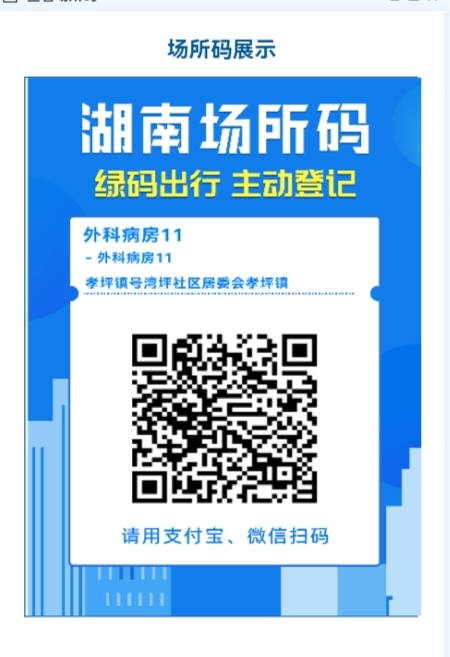 场所码展示
湖南场所码
绿码出行 主动登记
外科病房11
- 外科病房11
孝坪镇号湾坪社区居委会孝坪镇
请用支付宝、微信扫码